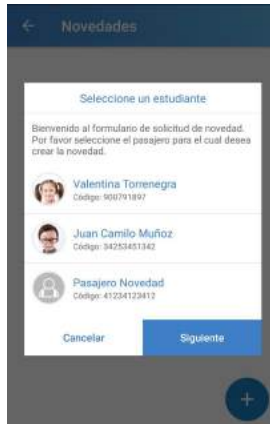 Novedades
Seleccione un estudiante
Bienvenido al formulario de solicitud de novedad.
Por favor seleccione el pasajero para el cual desea
crear la novedad.
Valentina Torrenegra
Código: 900791897
Juan Camilo Muñoz
Código: 34253451342
Pasajero Novedad
Código: 41234123412
Cancelar
Siguiente